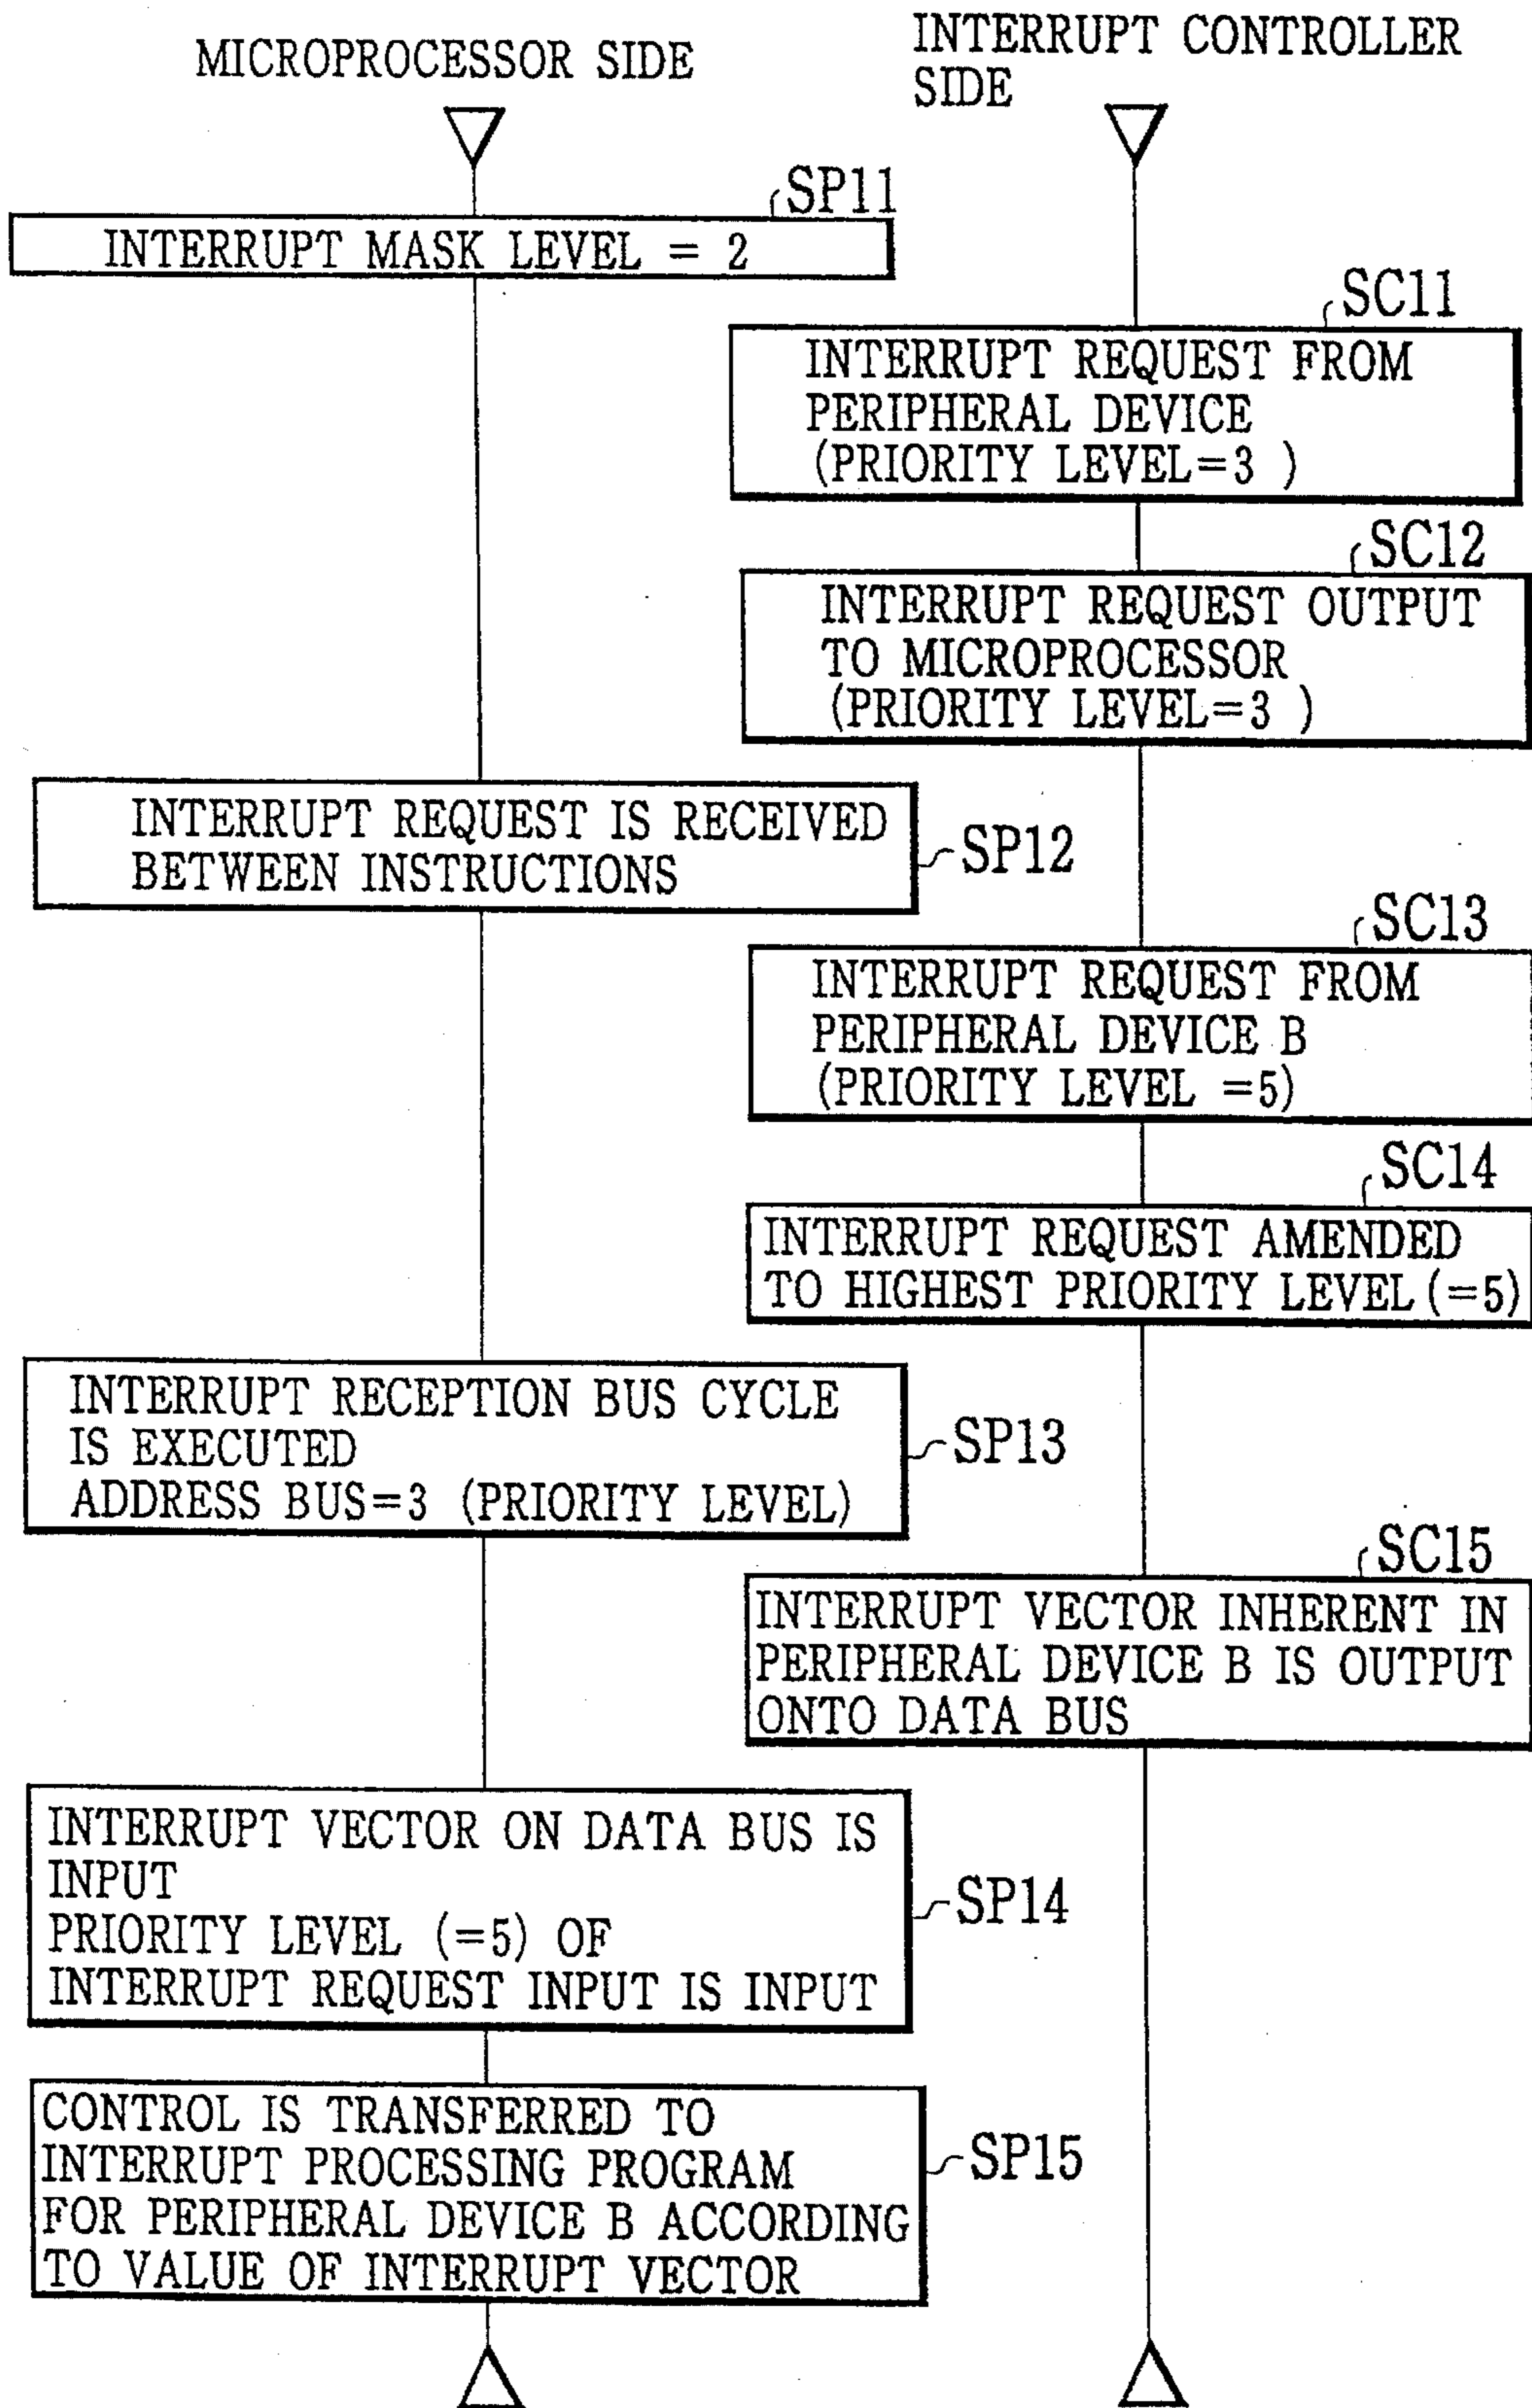 MICROPROCESSOR SIDE
INTERRUPT CONTROLLER
SIDE
SP11
INTERRUPT MASK LEVEL = 2
SC11
INTERRUPT REQUEST FROM
PERIPHERAL DEVICE
(PRIORITY LEVEL=3 )
SC12
INTERRUPT REQUEST OUTPUT
TO MICROPROCESSOR
(PRIORITY LEVEL=3 )
INTERRUPT REQUEST IS RECEIVED
BETWEEN INSTRUCTIONS
SP12
SC13
INTERRUPT REQUEST FROM
PERIPHERAL DEVICE B
(PRIORITY LEVEL =5)
SC14
INTERRUPT REQUEST AMENDED
TO HIGHEST PRIORITY LEVEL (=5)
INTERRUPT RECEPTION BUS CYCLE
IS EXECUTED
ADDRESS BUS=3 (PRIORITY LEVEL)
SP13
SC15
INTERRUPT VECTOR INHERENT IN
PERIPHERAL DEVICE B IS OUTPUT
ONTO DATA BUS
INTERRUPT VECTOR ON DATA BUS IS
INPUT
PRIORITY LEVEL (=5) OF
INTERRUPT REQUEST INPUT IS INPUT
SP14
CONTROL IS TRANSFERRED TO
INTERRUPT PROCESSING PROGRAM
FOR PERIPHERAL DEVICE B ACCORDING
TO VALUE OF INTERRUPT VECTOR
SP15